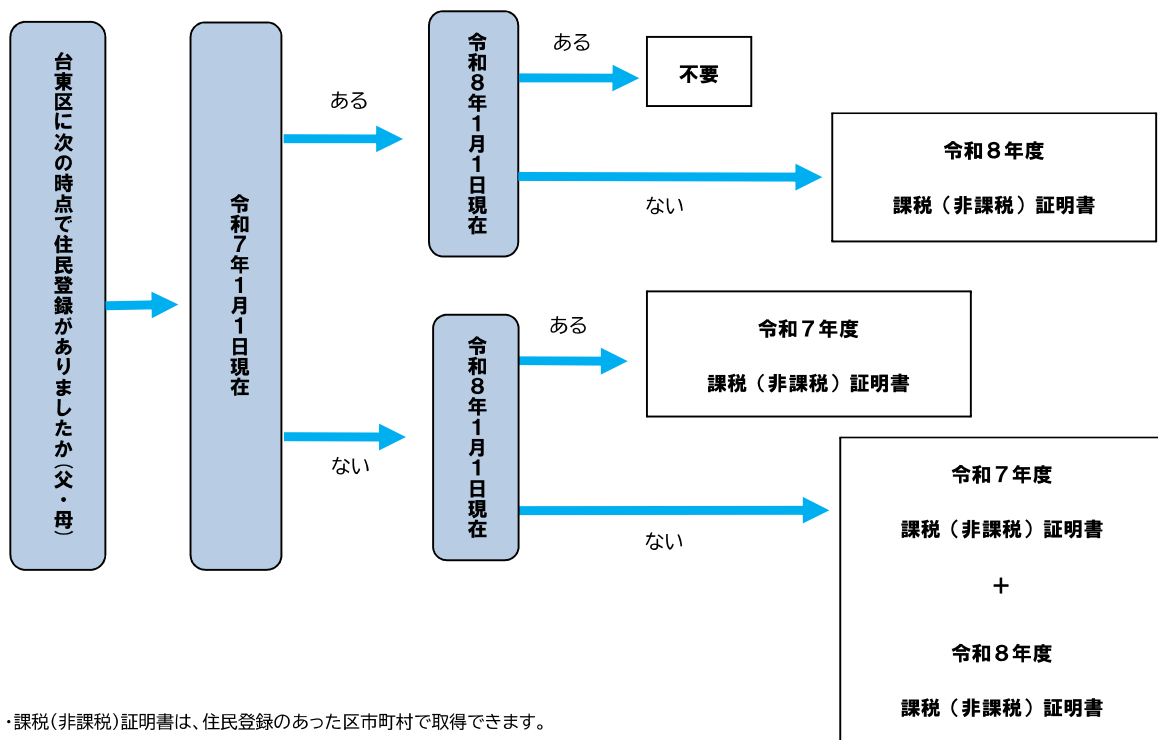 台東区に次の時点で住民登録がありましたか(父・母)
令和7年1月1日現在
ある
令和8年1月1日現在
ある
不要
ない
令和8年度
課税(非課税)証明書
ない
令和8年1月1日現在
ある
令和7年度
課税(非課税)証明書
ない
令和7年度
課税(非課税)証明書
+
令和8年度
課税(非課税)証明書
・課税(非課税)証明書は、住民登録のあった区市町村で取得できます。